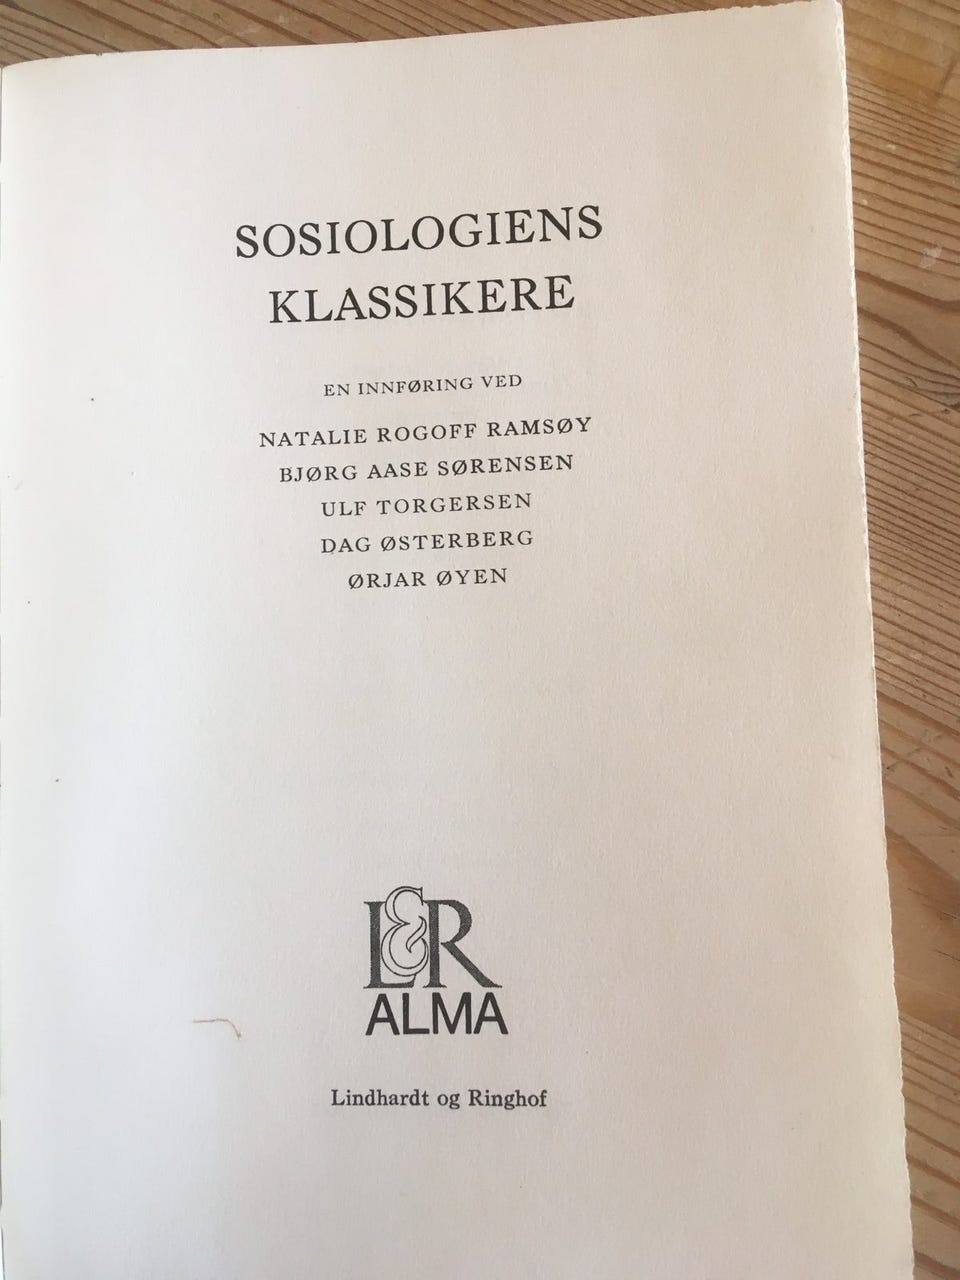 SOSIOLOGIENS
KLASSIKERE
EN INNFØRING VED
NATALIE ROGOFF RAMSØY
BJØRG AASE SØRENSEN
ULF TORGERSEN
DAG ØSTERBERG
ØRJAR ØYEN
L&R
ALMA
Lindhardt og Ringhof